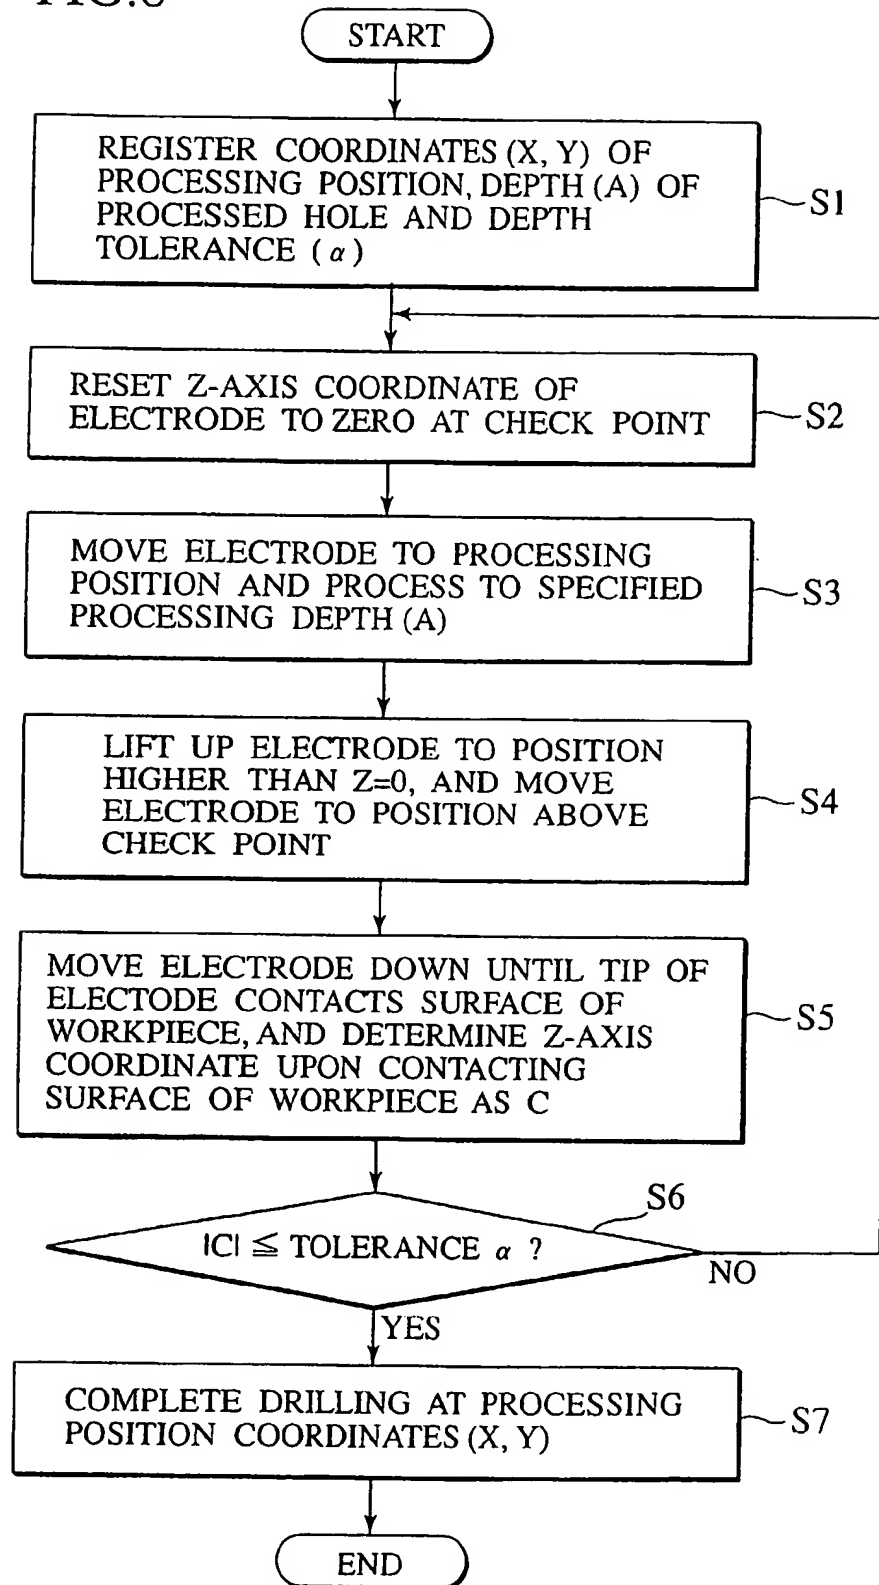 START
REGISTER COORDINATES (X, Y) OF
PROCESSING POSITION, DEPTH (A) OF
PROCESSED HOLE AND DEPTH
TOLERANCE (α)
S1
RESET Z-AXIS COORDINATE OF
ELECTRODE TO ZERO AT CHECK POINT
S2
MOVE ELECTRODE TO PROCESSING
POSITION AND PROCESS TO SPECIFIED
PROCESSING DEPTH (A)
S3
LIFT UP ELECTRODE TO POSITION
HIGHER THAN Z=0, AND MOVE
ELECTRODE TO POSITION ABOVE
CHECK POINT
S4
MOVE ELECTRODE DOWN UNTIL TIP OF
ELECTODE CONTACTS SURFACE OF
WORKPIECE, AND DETERMINE Z-AXIS
COORDINATE UPON CONTACTING
SURFACE OF WORKPIECE AS C
S5
S6
|C| ≦ TOLERANCE α ?
NO
YES
COMPLETE DRILLING AT PROCESSING
POSITION COORDINATES (X, Y)
S7
END